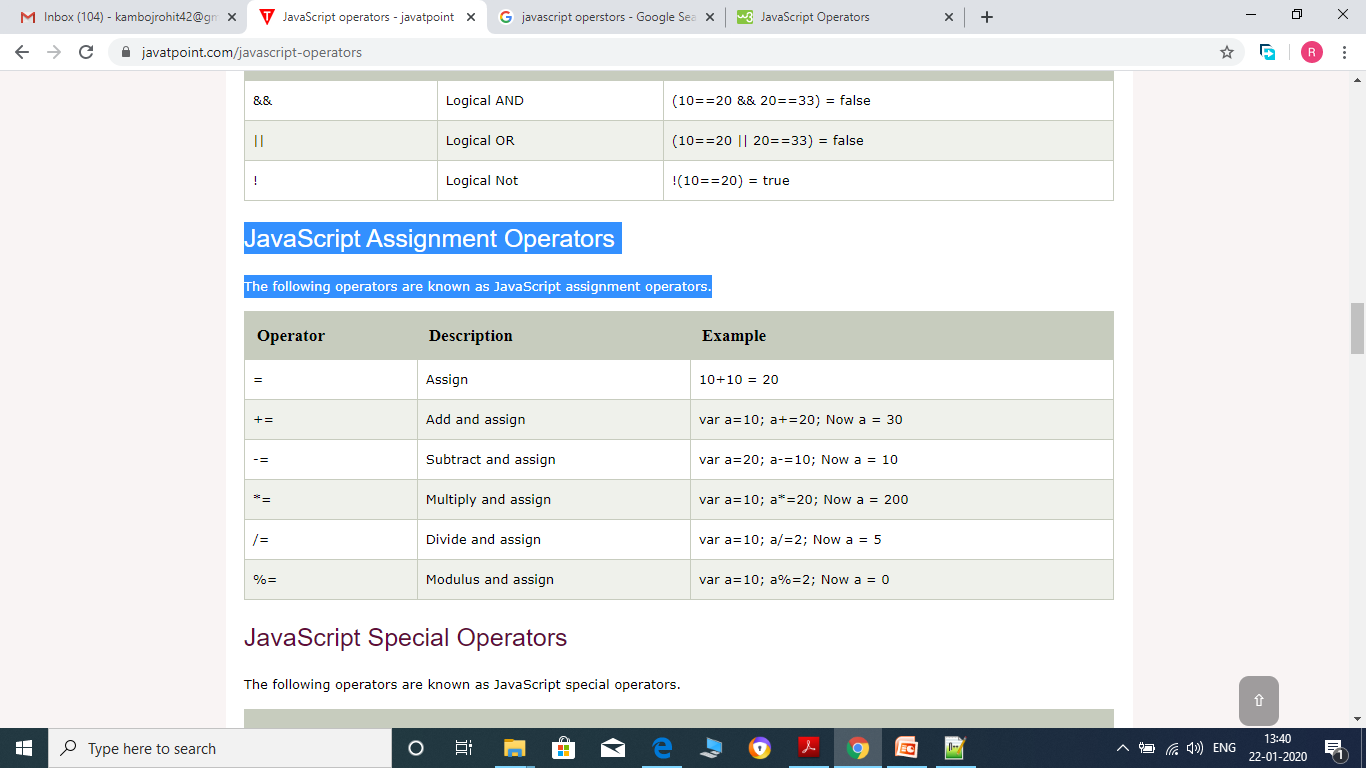 Inbox (104) - kambojrohit42@gm
JavaScript operators - javatpoint
javascript operstors - Google Sea
JavaScript Operators
javatpoint.com/javascript-operators
R
&& Logical AND (10==20 && 20==33) = false
|| Logical OR (10==20 || 20==33) = false
! Logical Not !(10==20) = true
JavaScript Assignment Operators
The following operators are known as JavaScript assignment operators.
Operator Description Example
= Assign 10+10 = 20
+= Add and assign var a=10; a+=20; Now a = 30
-= Subtract and assign var a=20; a-=10; Now a = 10
*= Multiply and assign var a=10; a*=20; Now a = 200
/= Divide and assign var a=10; a/=2; Now a = 5
%= Modulus and assign var a=10; a%=2; Now a = 0
JavaScript Special Operators
The following operators are known as JavaScript special operators.
Type here to search
ENG
13:40
22-01-2020
1